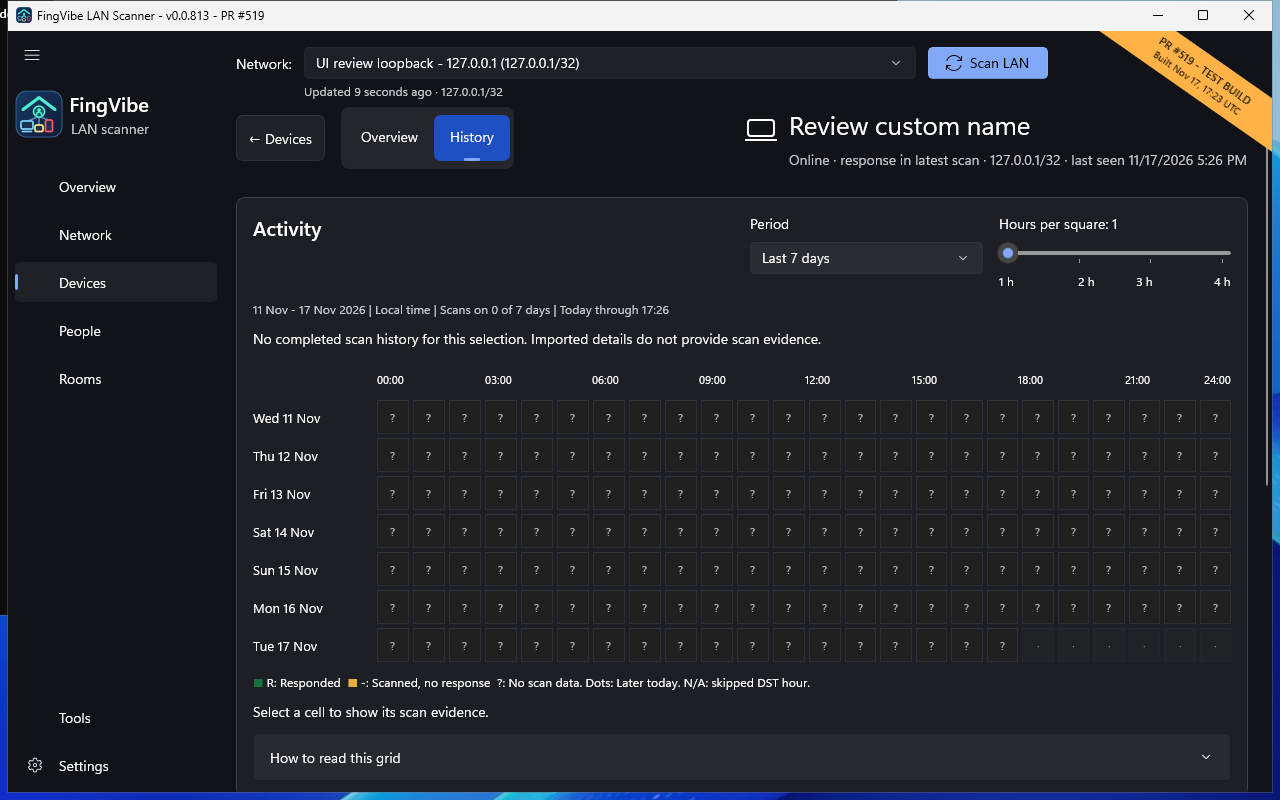 FingVibe LAN Scanner - v0.0.813 - PR #519
PR #519 - TEST BUILD
Built Nov 17, 17:23 UTC
Network:
UI review loopback - 127.0.0.1 (127.0.0.1/32)
Scan LAN
Updated 9 seconds ago · 127.0.0.1/32
FingVibe
LAN scanner
← Devices
Overview
History
Review custom name
Online · response in latest scan · 127.0.0.1/32 · last seen 11/17/2026 5:26 PM
Overview
Network
Devices
People
Rooms
Tools
Settings
Activity
Period
Last 7 days
Hours per square: 1
1 h 2 h 3 h 4 h
11 Nov - 17 Nov 2026 | Local time | Scans on 0 of 7 days | Today through 17:26
No completed scan history for this selection. Imported details do not provide scan evidence.
00:00 03:00 06:00 09:00 12:00 15:00 18:00 21:00 24:00
Wed 11 Nov ? ? ? ? ? ? ? ? ? ? ? ? ? ? ? ? ? ? ? ? ? ? ? ?
Thu 12 Nov ? ? ? ? ? ? ? ? ? ? ? ? ? ? ? ? ? ? ? ? ? ? ? ?
Fri 13 Nov ? ? ? ? ? ? ? ? ? ? ? ? ? ? ? ? ? ? ? ? ? ? ? ?
Sat 14 Nov ? ? ? ? ? ? ? ? ? ? ? ? ? ? ? ? ? ? ? ? ? ? ? ?
Sun 15 Nov ? ? ? ? ? ? ? ? ? ? ? ? ? ? ? ? ? ? ? ? ? ? ? ?
Mon 16 Nov ? ? ? ? ? ? ? ? ? ? ? ? ? ? ? ? ? ? ? ? ? ? ? ?
Tue 17 Nov ? ? ? ? ? ? ? ? ? ? ? ? ? ? ? ? ? ? · · · · · ·
R: Responded -: Scanned, no response ?: No scan data. Dots: Later today. N/A: skipped DST hour.
Select a cell to show its scan evidence.
How to read this grid